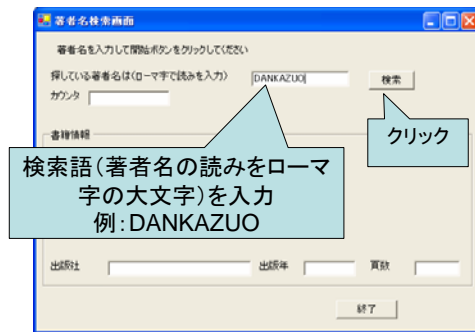 著者名検索画面
著者名を入力して開始ボタンをクリックしてください
探している著者名は(ローマ字で読みを入力)
DANKAZUO
検索
カウンタ
書籍情報
クリック
検索語(著者名の読みをローマ
字の大文字)を入力
例:DANKAZUO
出版社
出版年
頁数
終了